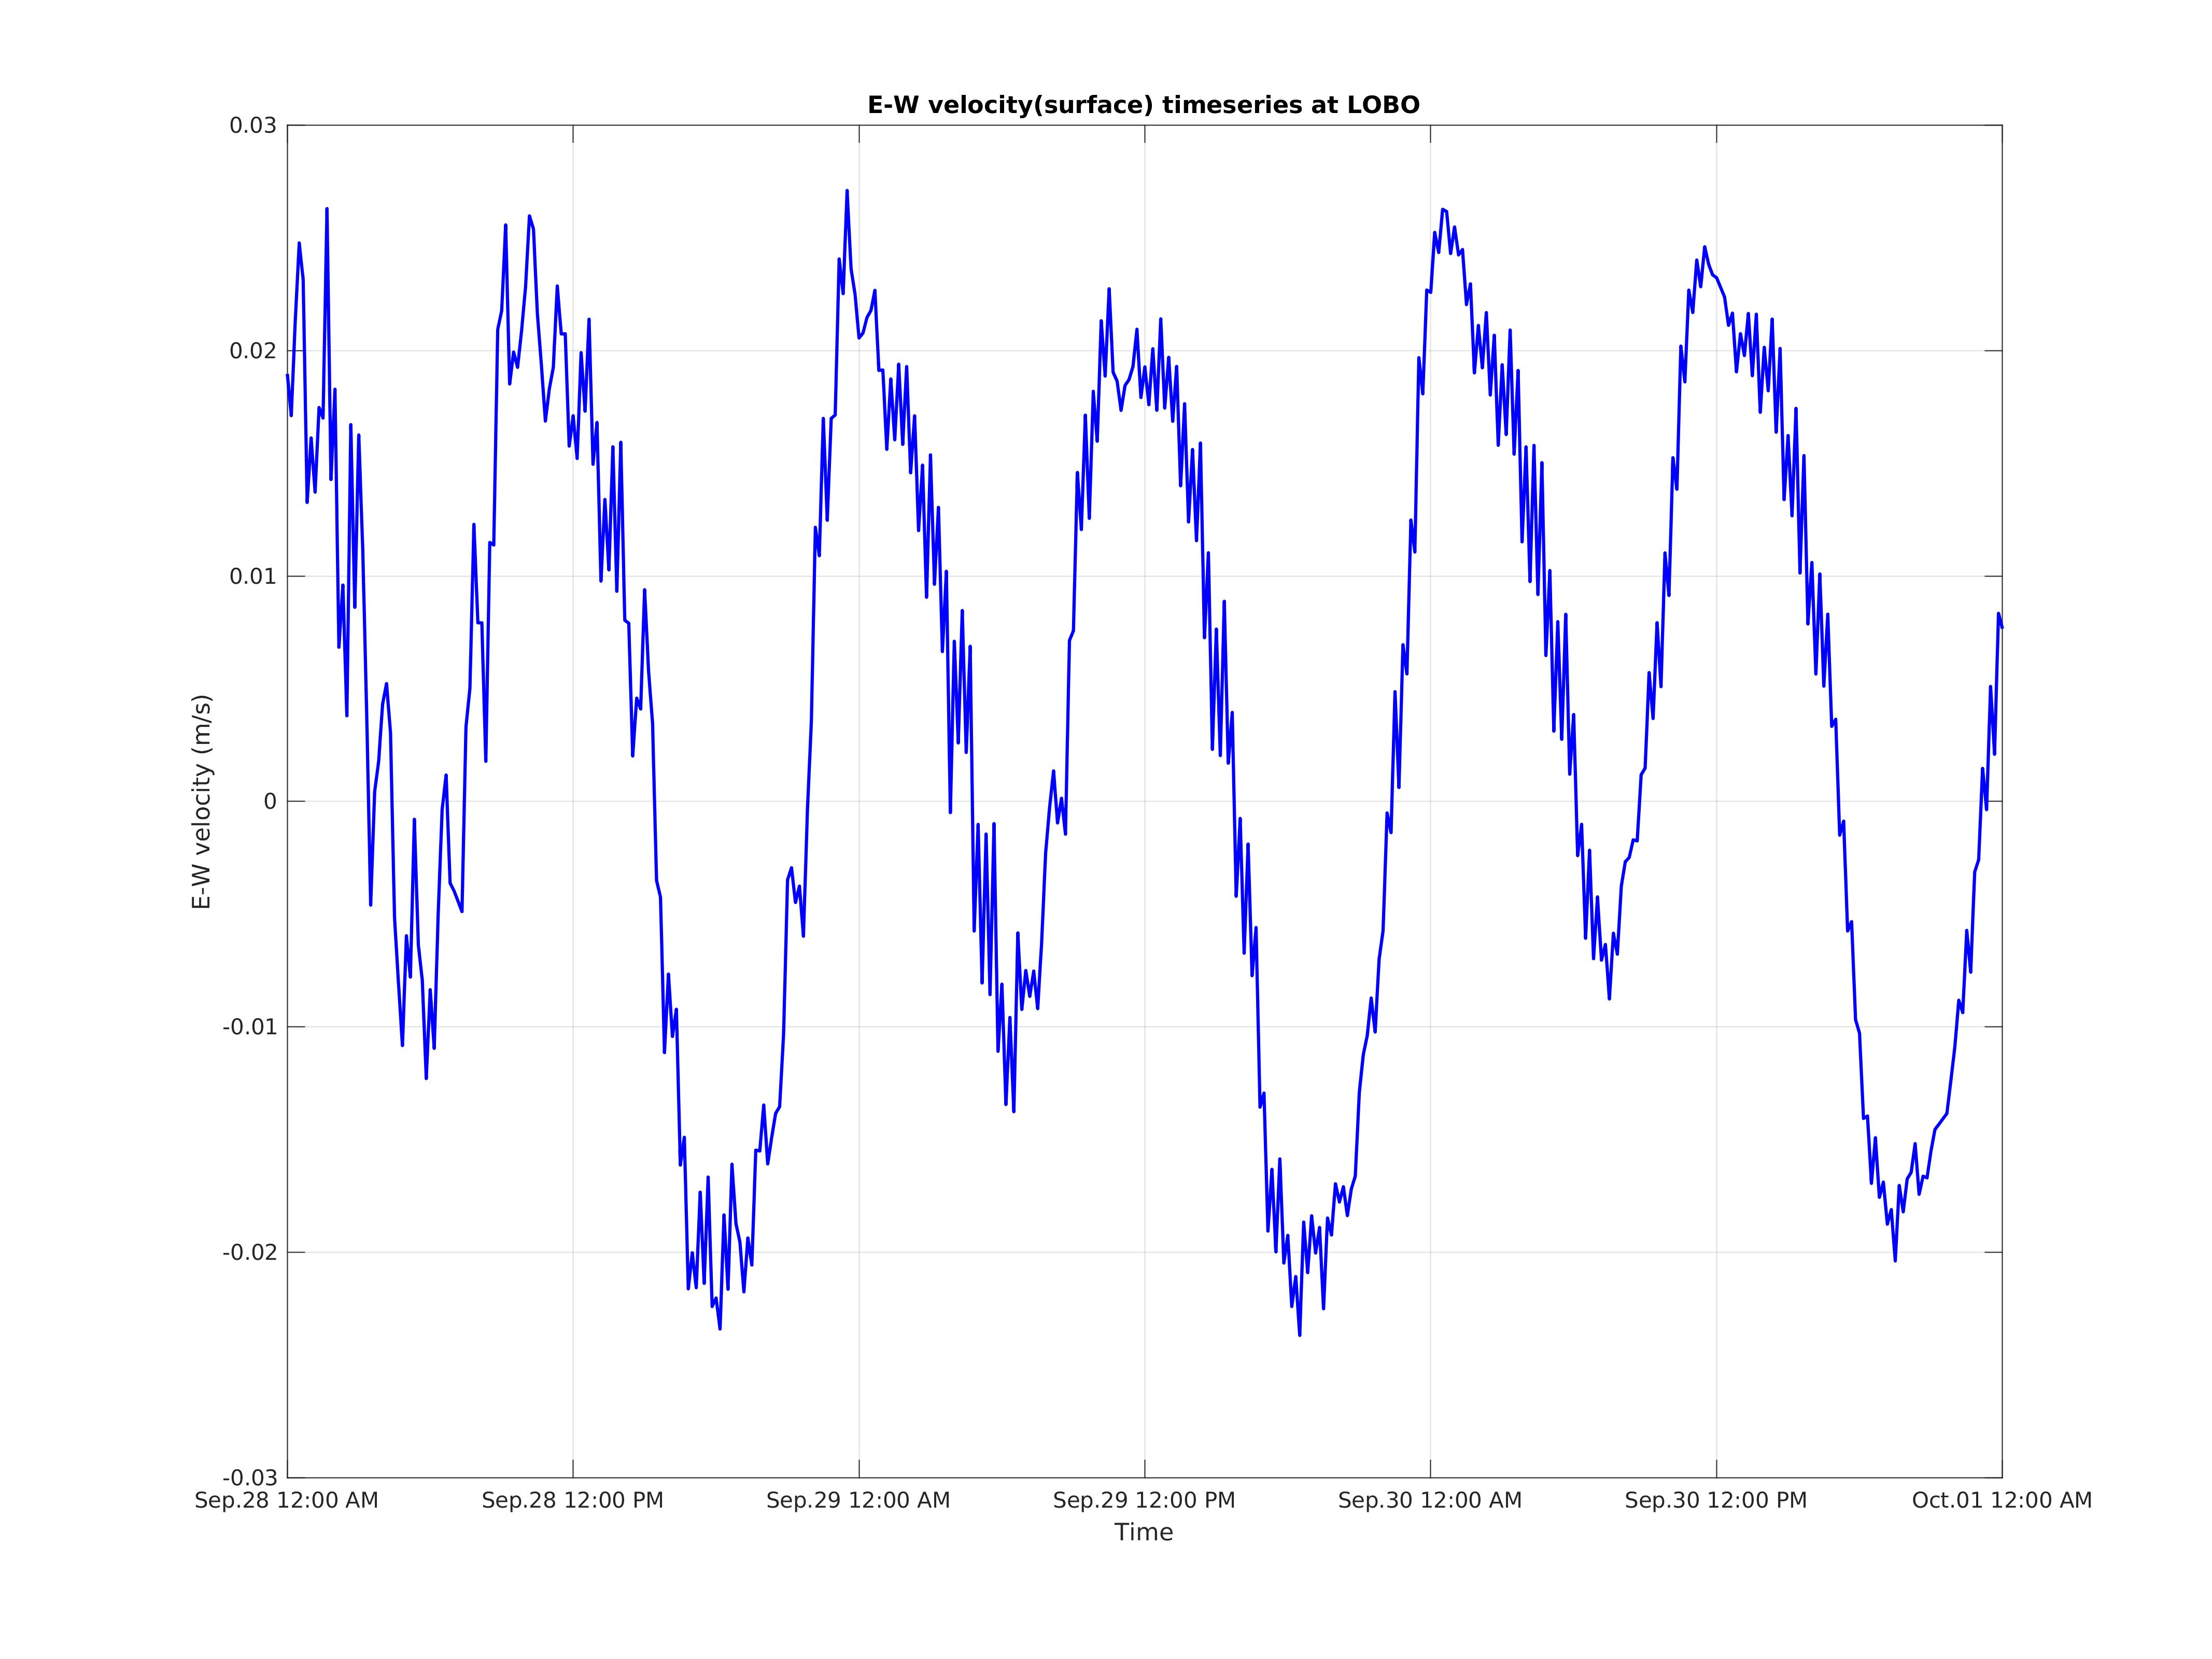 E-W velocity(surface) timeseries at LOBO
0.03
0.02
0.01
0
-0.01
-0.02
-0.03
E-W velocity (m/s)
Sep.28 12:00 AM Sep.28 12:00 PM Sep.29 12:00 AM Sep.29 12:00 PM Sep.30 12:00 AM Sep.30 12:00 PM Oct.01 12:00 AM
Time